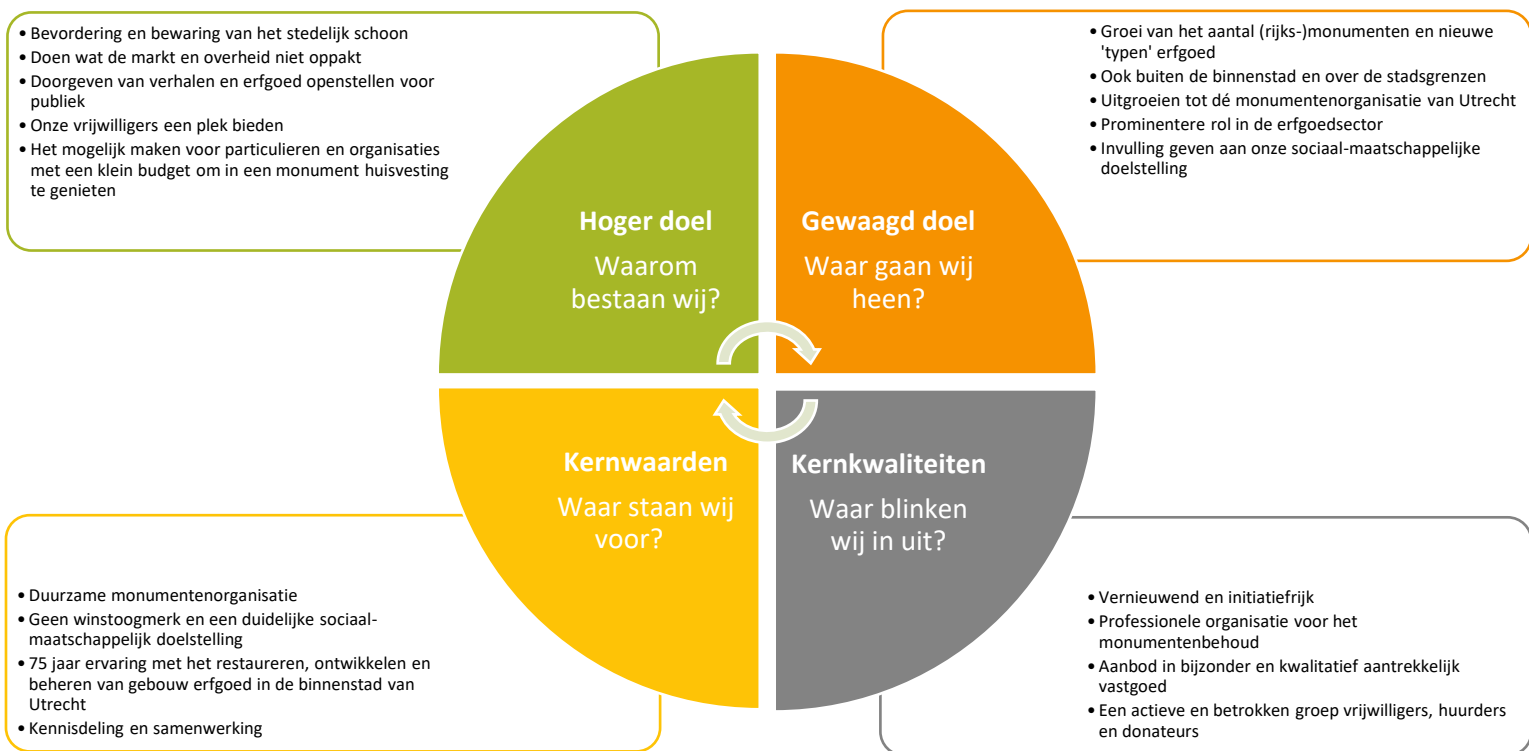 • Bevordering en bewaring van het stedelijk schoon
• Doen wat de markt en overheid niet oppakt
• Doorgeven van verhalen en erfgoed openstellen voor
publiek
• Onze vrijwilligers een plek bieden
• Het mogelijk maken voor particulieren en organisaties
met een klein budget om in een monument huisvesting
te genieten
Hoger doel
Waarom
bestaan wij?
• Groei van het aantal (rijks-)monumenten en nieuwe
'typen' erfgoed
• Ook buiten de binnenstad en over de stadsgrenzen
• Uitgroeien tot dé monumentenorganisatie van Utrecht
• Prominentere rol in de erfgoedsector
• Invulling geven aan onze sociaal-maatschappelijke
doelstelling
Gewaagd doel
Waar gaan wij
heen?
Kernwaarden
Waar staan wij
voor?
• Duurzame monumentenorganisatie
• Geen winstoogmerk en een duidelijke sociaal-
maatschappelijk doelstelling
• 75 jaar ervaring met het restaureren, ontwikkelen en
beheren van gebouw erfgoed in de binnenstad van
Utrecht
• Kennisdeling en samenwerking
Kernkwaliteiten
Waar blinken
wij in uit?
• Vernieuwend en initiatiefrijk
• Professionele organisatie voor het
monumentenbehoud
• Aanbod in bijzonder en kwalitatief aantrekkelijk
vastgoed
• Een actieve en betrokken groep vrijwilligers, huurders
en donateurs